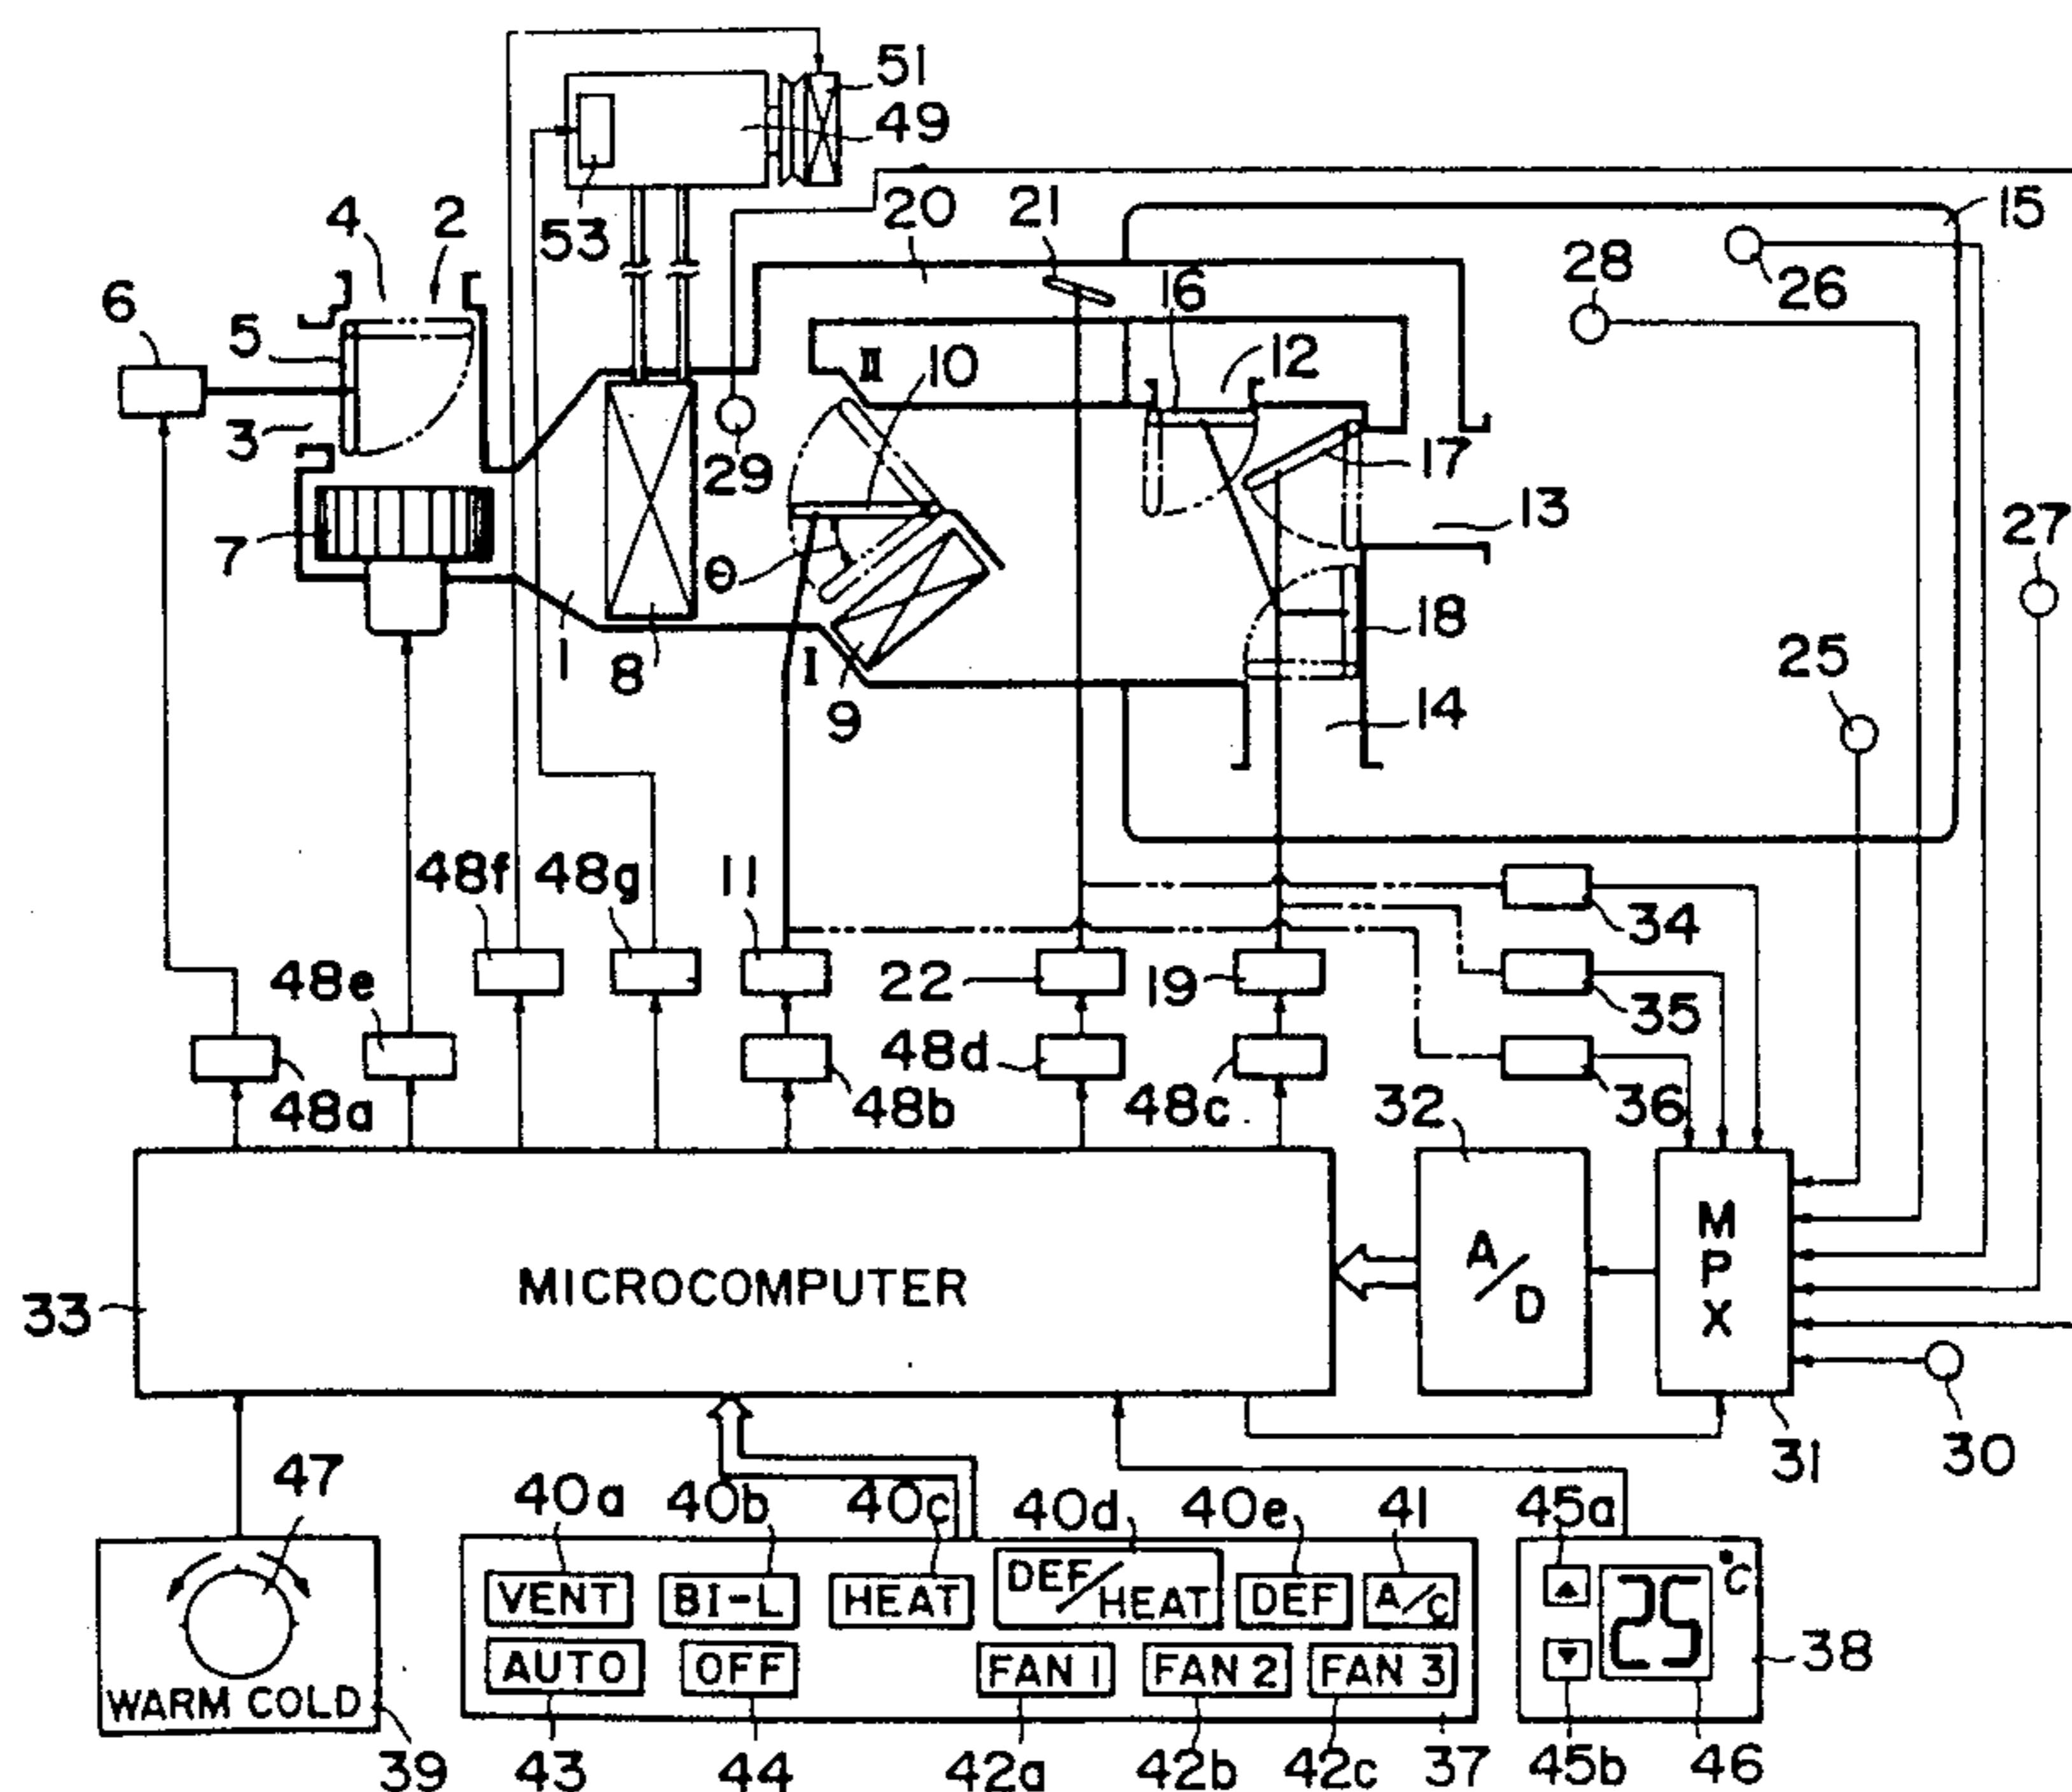 51
49
4 2 53 20 21 15
28 26
6 5 16 12
II 10
3 29 17
7 θ 13 27
1 8 I 9 18 25
14
48f 48g 11 34
48e 22 19 35
48a 48b 48d 48c 32 36
MICROCOMPUTER A/D MPX
33
31 30
47 40a 40b 40c 40d 40e 41 45a
VENT BI-L HEAT DEF/HEAT DEF A/C ▲ 25 °C
AUTO OFF FAN 1 FAN 2 FAN 3 ▼ 38
WARM COLD
39 43 44 42a 42b 42c 37 45b 46